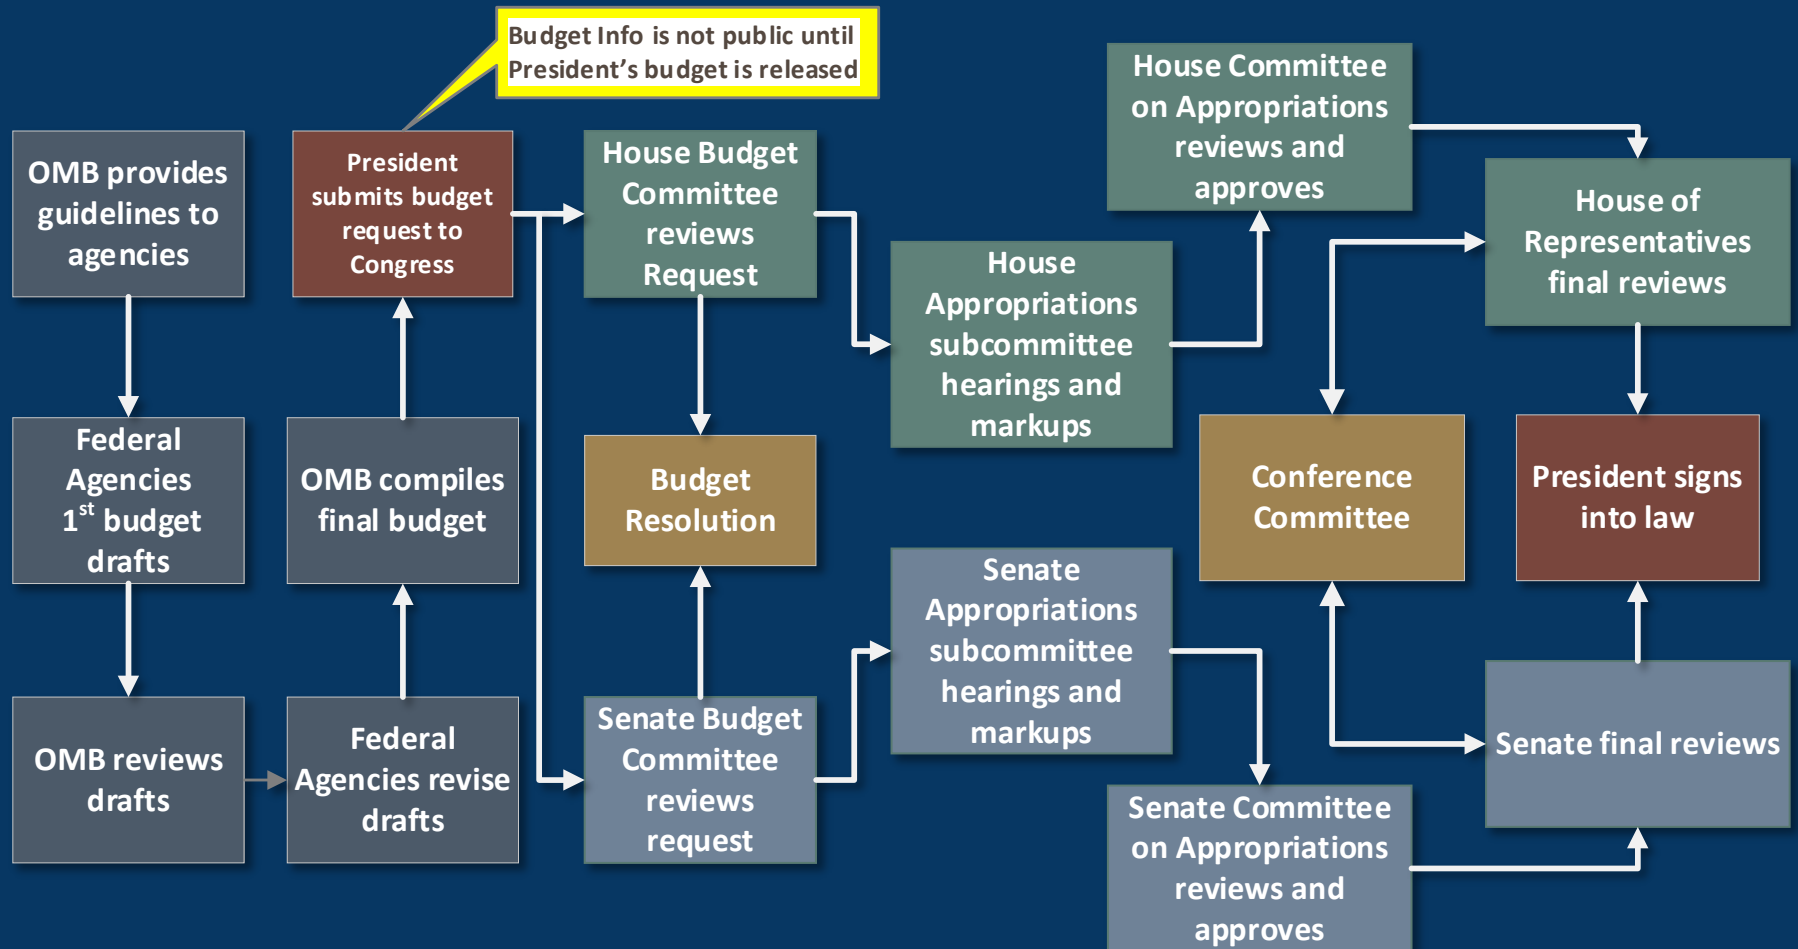 Budget Info is not public until
President's budget is released
OMB provides
guidelines to
agencies
Federal
Agencies
1st budget
drafts
OMB reviews
drafts
Federal
Agencies revise
drafts
OMB compiles
final budget
President
submits budget
request to
Congress
House Budget
Committee
reviews
Request
Budget
Resolution
Senate Budget
Committee
reviews
request
House
Appropriations
subcommittee
hearings and
markups
Senate
Appropriations
subcommittee
hearings and
markups
House Committee
on Appropriations
reviews and
approves
Senate Committee
on Appropriations
reviews and
approves
Conference
Committee
House of
Representatives
final reviews
President signs
into law
Senate final reviews